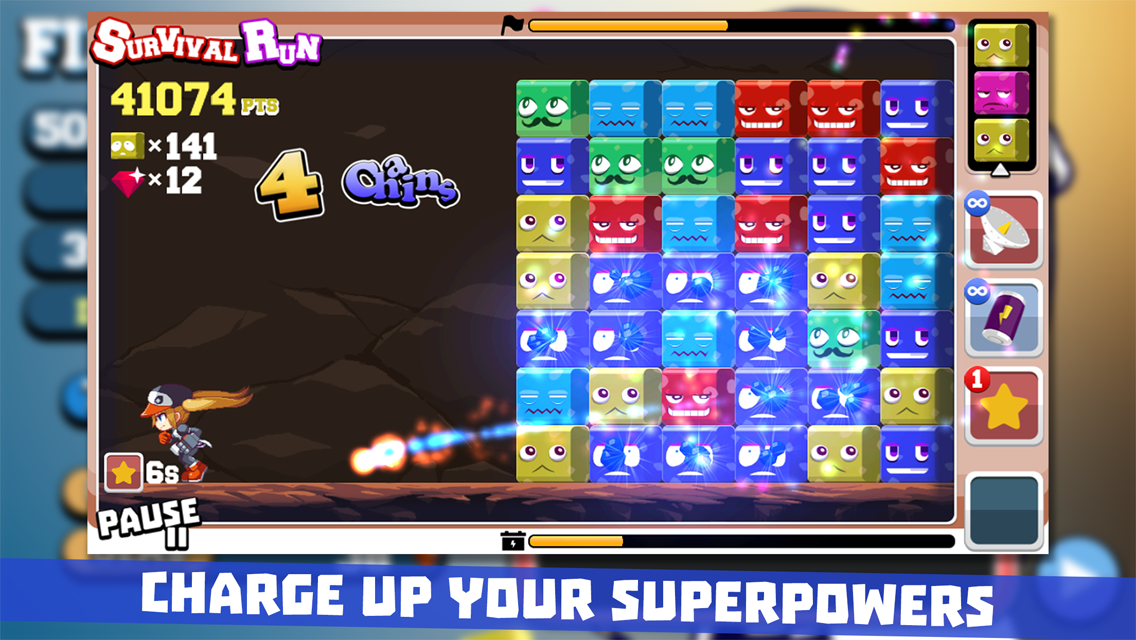 SURVIVAL RUN
41074 PTS
×141
×12
4 Chains
∞
∞
1
6s
PAUSE
CHARGE UP YOUR SUPERPOWERS